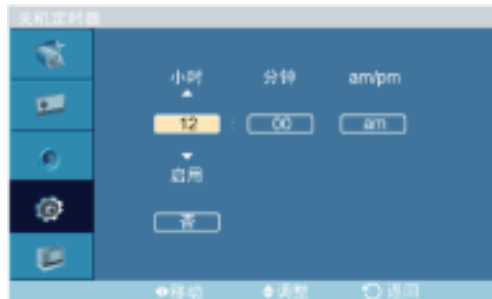 关机定时器
小时 分钟 am/pm
12 : 00 am
启用
否
移动 调整 返回